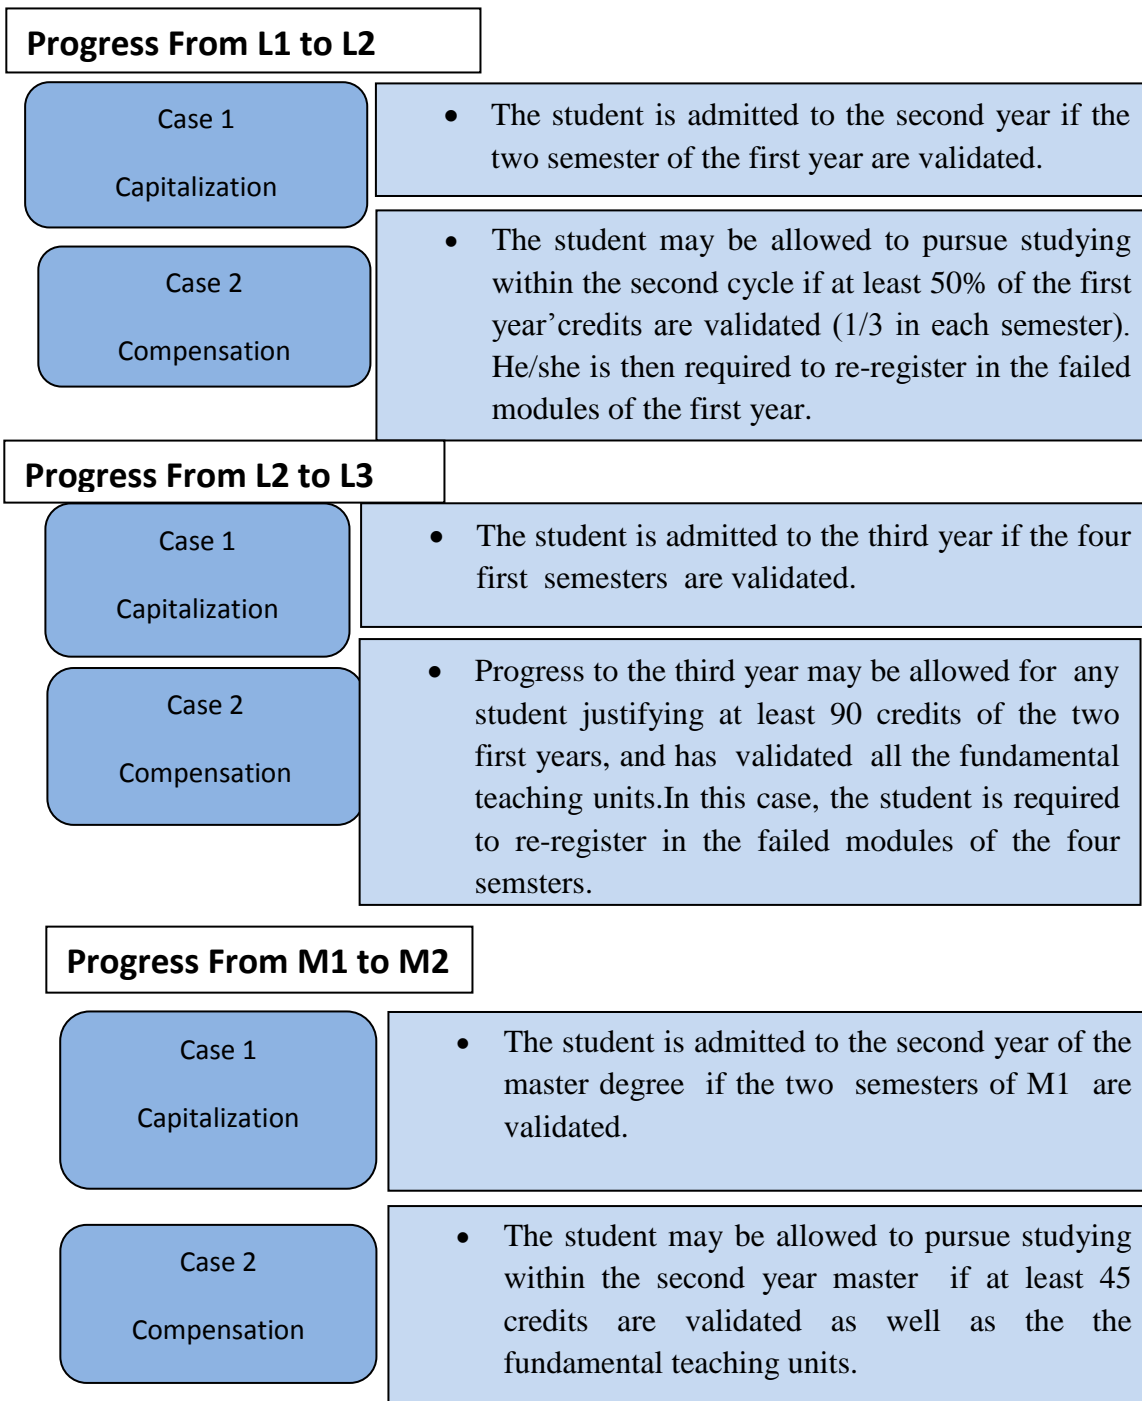 Progress From L1 to L2
Case 1
Capitalization
• The student is admitted to the second year if the
two semester of the first year are validated.
Case 2
Compensation
• The student may be allowed to pursue studying
within the second cycle if at least 50% of the first
year’credits are validated (1/3 in each semester).
He/she is then required to re-register in the failed
modules of the first year.
Progress From L2 to L3
Case 1
Capitalization
• The student is admitted to the third year if the four
first semesters are validated.
Case 2
Compensation
• Progress to the third year may be allowed for any
student justifying at least 90 credits of the two
first years, and has validated all the fundamental
teaching units.In this case, the student is required
to re-register in the failed modules of the four
semsters.
Progress From M1 to M2
Case 1
Capitalization
• The student is admitted to the second year of the
master degree if the two semesters of M1 are
validated.
Case 2
Compensation
• The student may be allowed to pursue studying
within the second year master if at least 45
credits are validated as well as the the
fundamental teaching units.